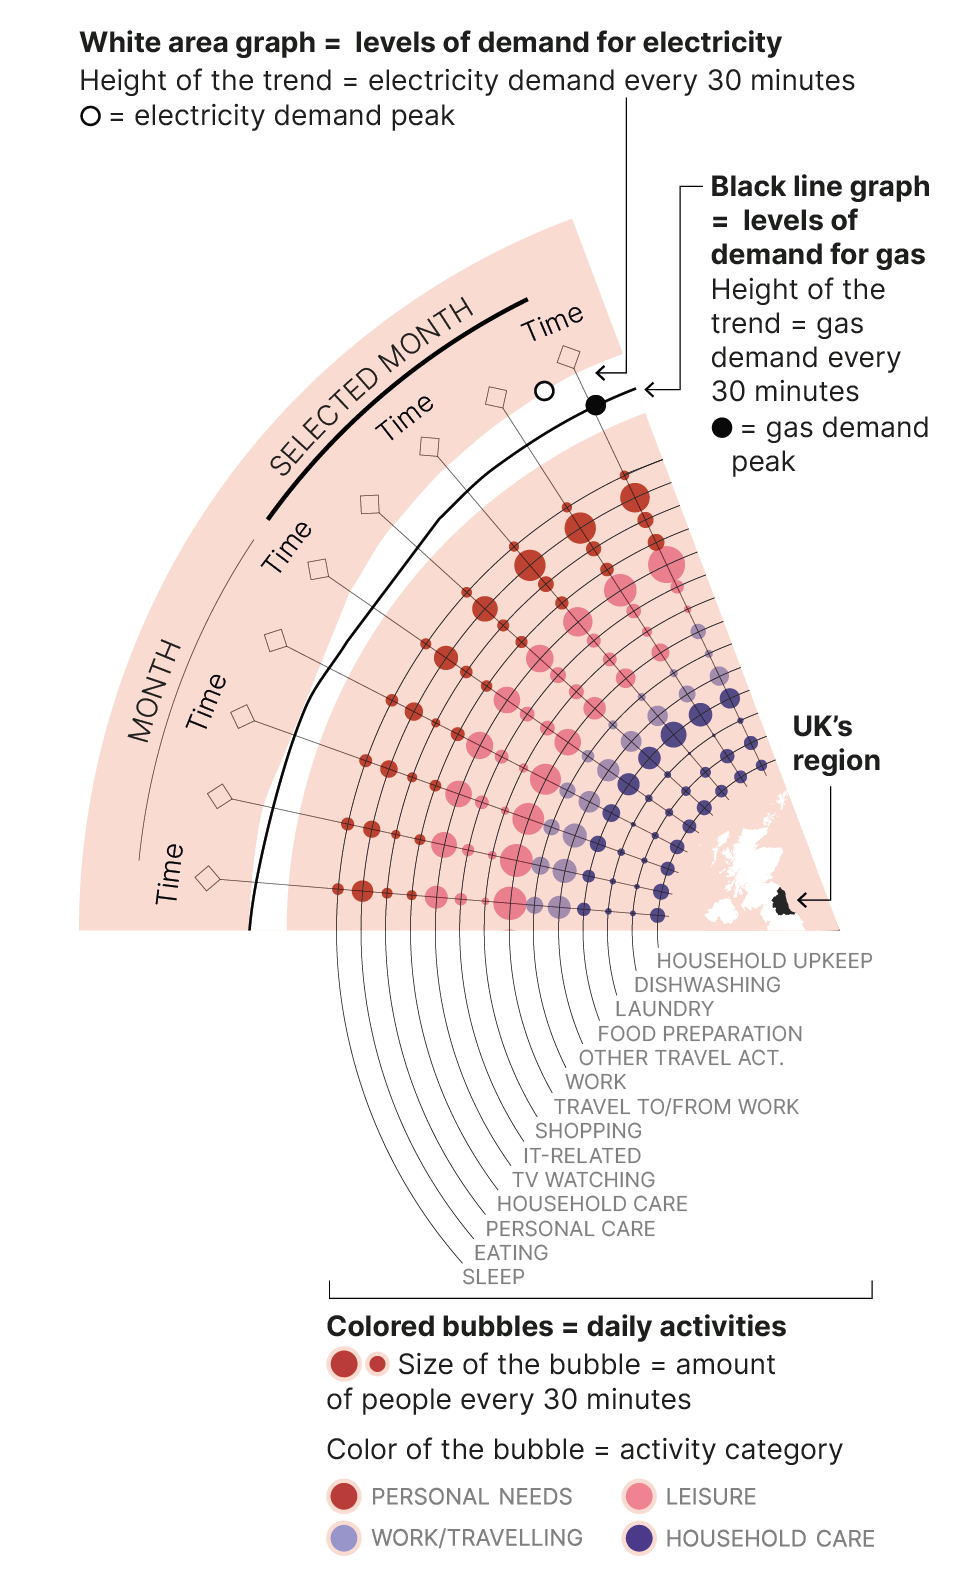 White area graph = levels of demand for electricity
Height of the trend = electricity demand every 30 minutes
= electricity demand peak
Black line graph
= levels of
demand for gas
Height of the
trend = gas
demand every
30 minutes
= gas demand
peak
SELECTED MONTH
Time
Time
Time
MONTH
Time
Time
UK's
region
HOUSEHOLD UPKEEP
DISHWASHING
LAUNDRY
FOOD PREPARATION
OTHER TRAVEL ACT.
WORK
TRAVEL TO/FROM WORK
SHOPPING
IT-RELATED
TV WATCHING
HOUSEHOLD CARE
PERSONAL CARE
EATING
SLEEP
Colored bubbles = daily activities
Size of the bubble = amount
of people every 30 minutes
Color of the bubble = activity category
PERSONAL NEEDS
LEISURE
WORK/TRAVELLING
HOUSEHOLD CARE